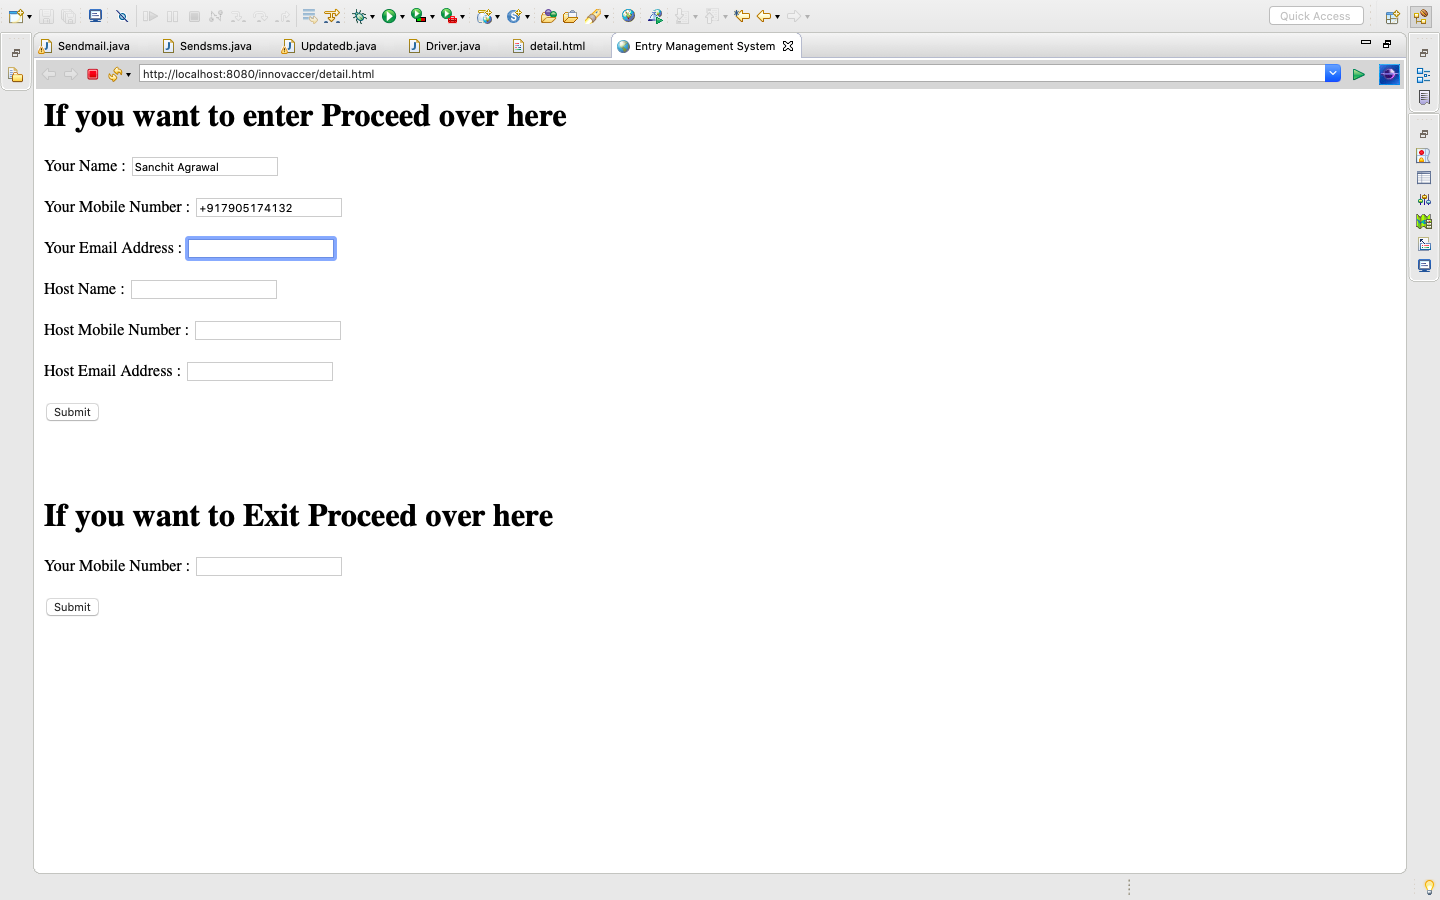 Quick Access
Sendmail.java Sendsms.java Updatedb.java Driver.java detail.html Entry Management System
http://localhost:8080/innovaccer/detail.html
If you want to enter Proceed over here
Your Name : Sanchit Agrawal
Your Mobile Number : +917905174132
Your Email Address :
Host Name :
Host Mobile Number :
Host Email Address :
Submit
If you want to Exit Proceed over here
Your Mobile Number :
Submit